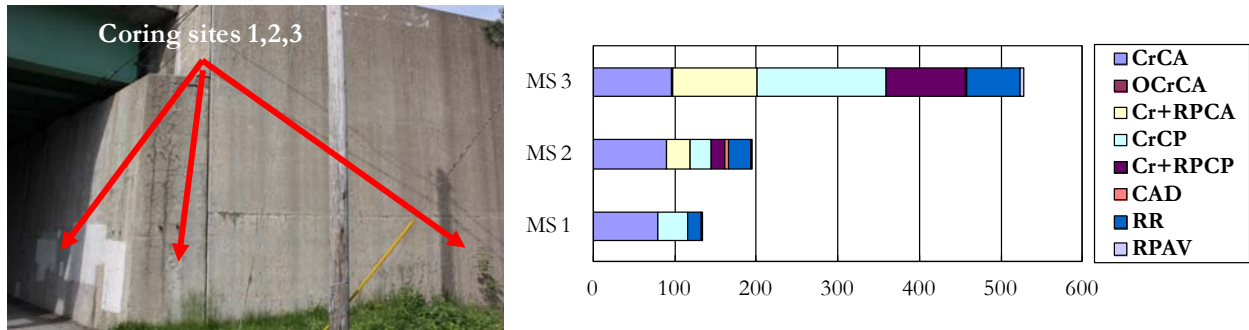 Coring sites 1,2,3
MS 3
MS 2
MS 1
0 100 200 300 400 500 600
CrCA
OCrCA
Cr+RPCA
CrCP
Cr+RPCP
CAD
RR
RPAV